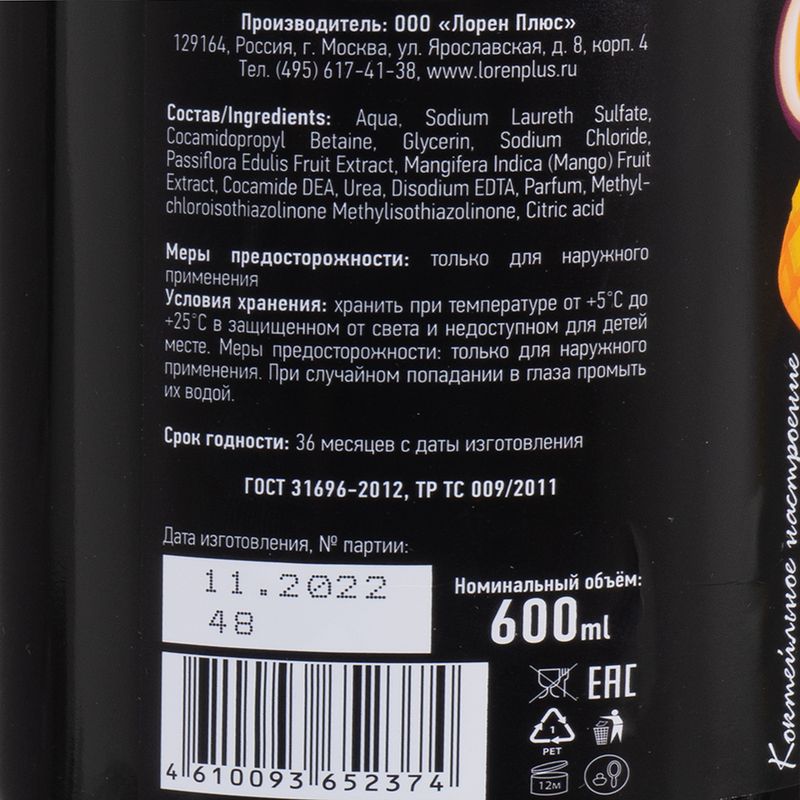 Производитель: ООО «Лорен Плюс»
129164, Россия, г. Москва, ул. Ярославская, д. 8, корп. 4
Тел. (495) 617-41-38, www.lorenplus.ru
Состав/Ingredients: Aqua, Sodium Laureth Sulfate,
Cocamidopropyl Betaine, Glycerin, Sodium Chloride,
Passiflora Edulis Fruit Extract, Mangifera Indica (Mango) Fruit
Extract, Cocamide DEA, Urea, Disodium EDTA, Parfum, Methyl-
chloroisothiazolinone Methylisothiazolinone, Citric acid
Меры предосторожности: только для наружного
применения
Условия хранения: хранить при температуре от +5°C до
+25°C в защищенном от света и недоступном для детей
месте. Меры предосторожности: только для наружного
применения. При случайном попадании в глаза промыть
их водой.
Срок годности: 36 месяцев с даты изготовления
ГОСТ 31696-2012, ТР ТС 009/2011
Дата изготовления, № партии:
11.2022
48
Номинальный объём:
600ml
EAC
1
PET
12м
4 610093 652374
Коктейльное настроение